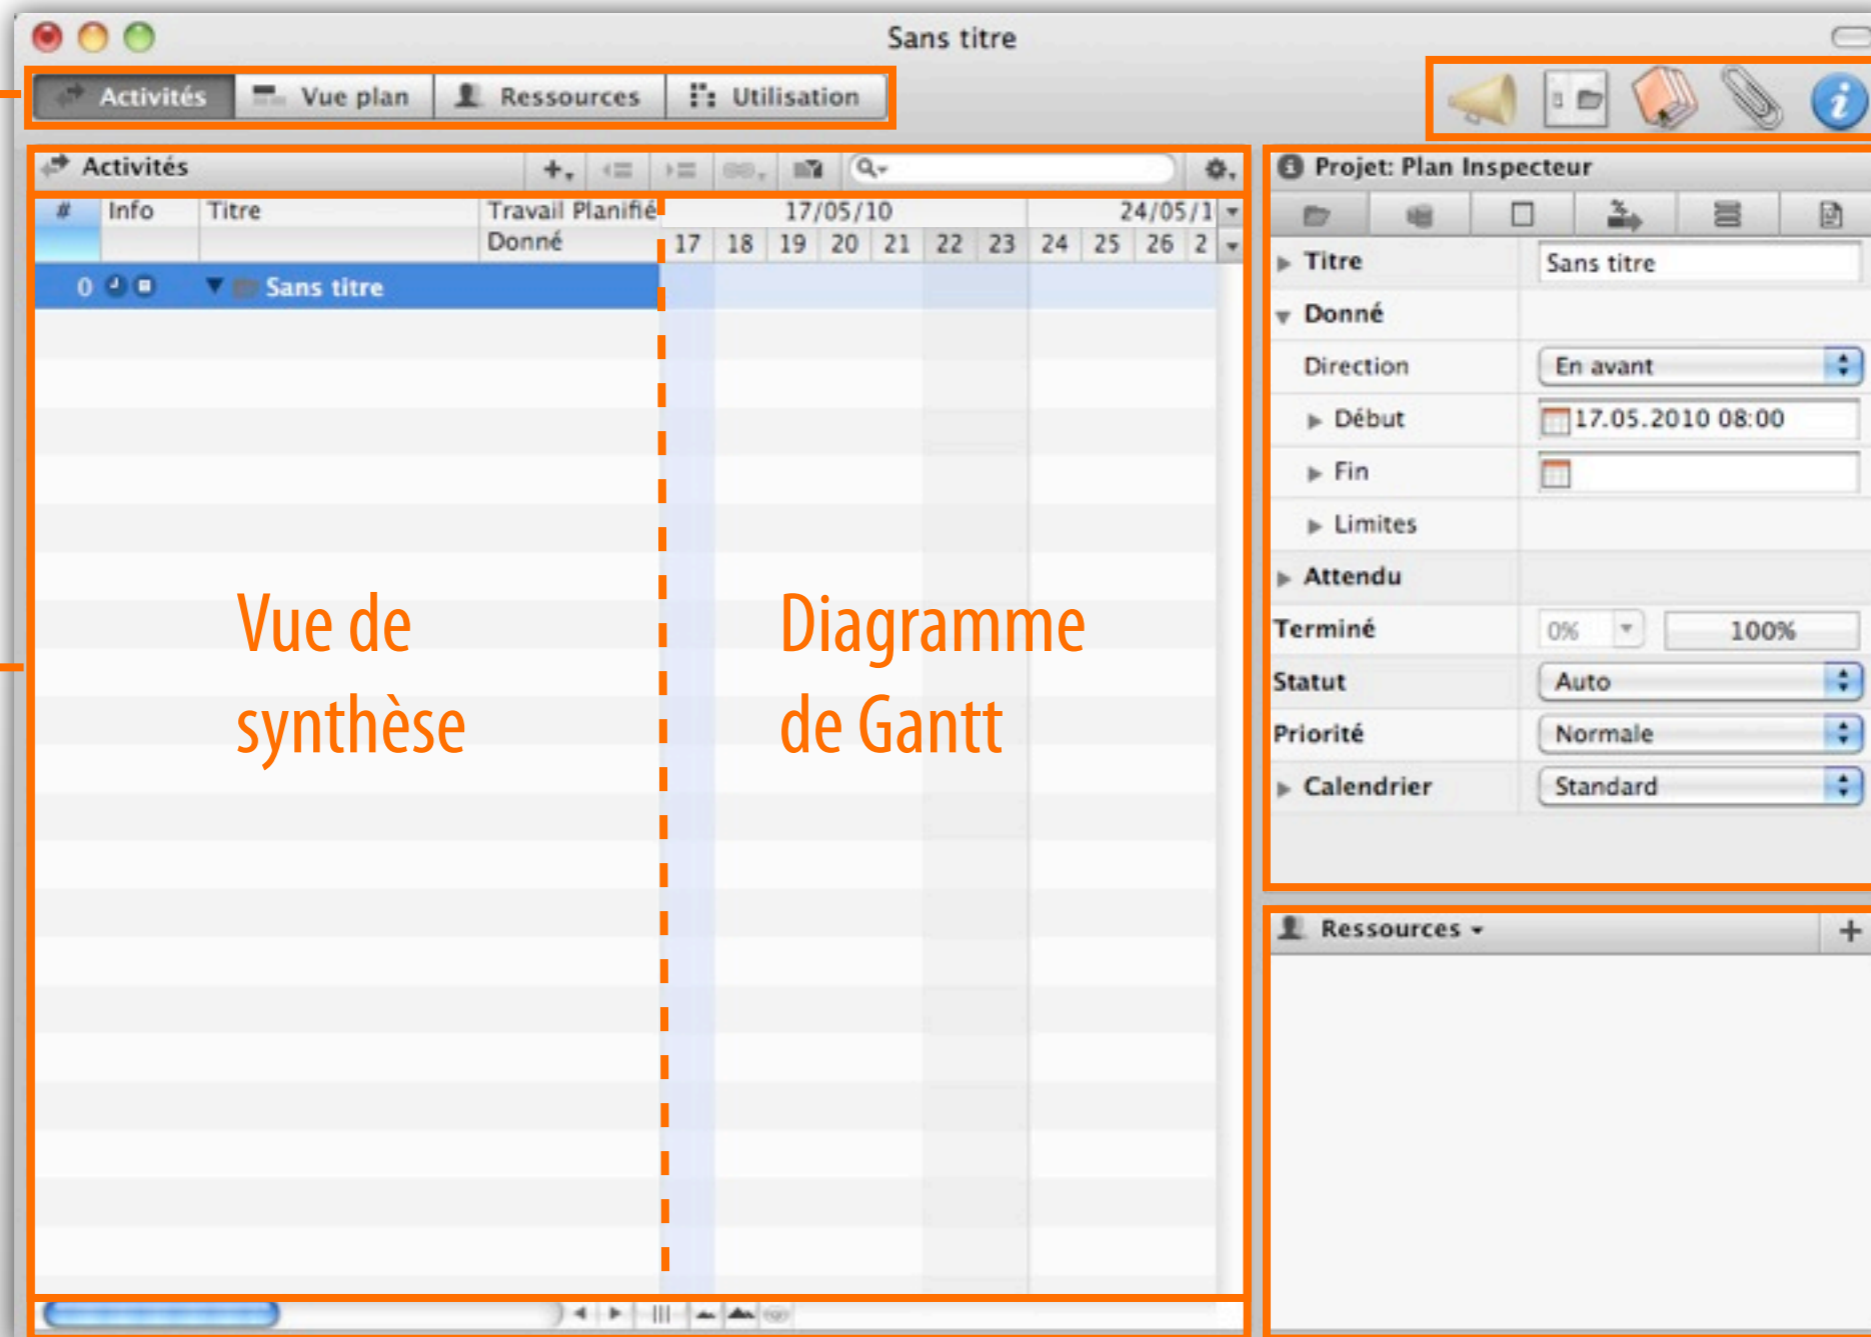 Sans titre
Activités Vue plan Ressources Utilisation
Activités
# Info Titre Travail Planifié 17/05/10 24/05/1
Donné 17 18 19 20 21 22 23 24 25 26 2
0 Sans titre
Vue de
synthèse
Diagramme
de Gantt
Projet: Plan Inspecteur
Titre Sans titre
Donné
Direction En avant
Début 17.05.2010 08:00
Fin
Limites
Attendu
Terminé 0% 100%
Statut Auto
Priorité Normale
Calendrier Standard
Ressources